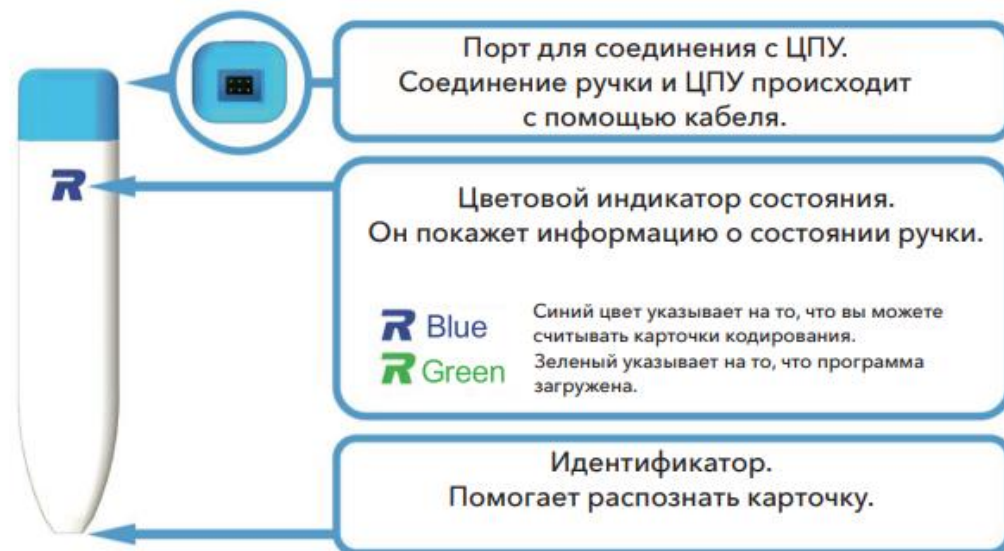 Порт для соединения с ЦПУ.
Соединение ручки и ЦПУ происходит
с помощью кабеля.
R
Цветовой индикатор состояния.
Он покажет информацию о состоянии ручки.
R Blue
Синий цвет указывает на то, что вы можете
считывать карточки кодирования.
R Green
Зеленый указывает на то, что программа
загружена.
Идентификатор.
Помогает распознать карточку.